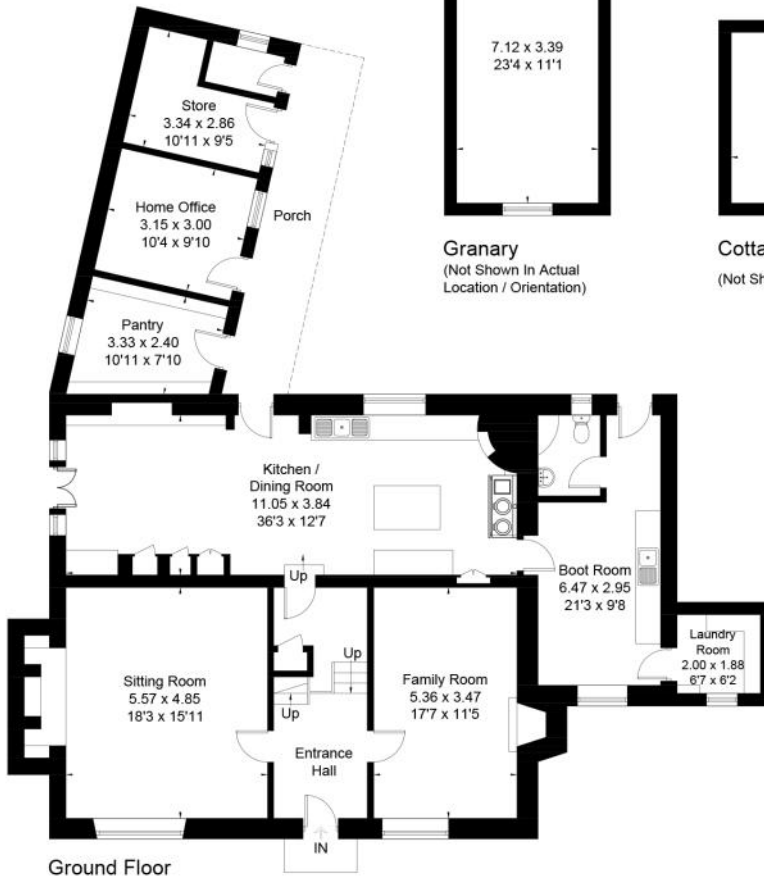 7.12 x 3.39
23'4 x 11'1
Granary
(Not Shown In Actual
Location / Orientation)
Cotta
(Not Sh
Store
3.34 x 2.86
10'11 x 9'5
Home Office
3.15 x 3.00
10'4 x 9'10
Porch
Pantry
3.33 x 2.40
10'11 x 7'10
Kitchen /
Dining Room
11.05 x 3.84
36'3 x 12'7
Up
Boot Room
6.47 x 2.95
21'3 x 9'8
Laundry
Room
2.00 x 1.88
6'7 x 6'2
Sitting Room
5.57 x 4.85
18'3 x 15'11
Up
Up
Family Room
5.36 x 3.47
17'7 x 11'5
Entrance
Hall
IN
Ground Floor